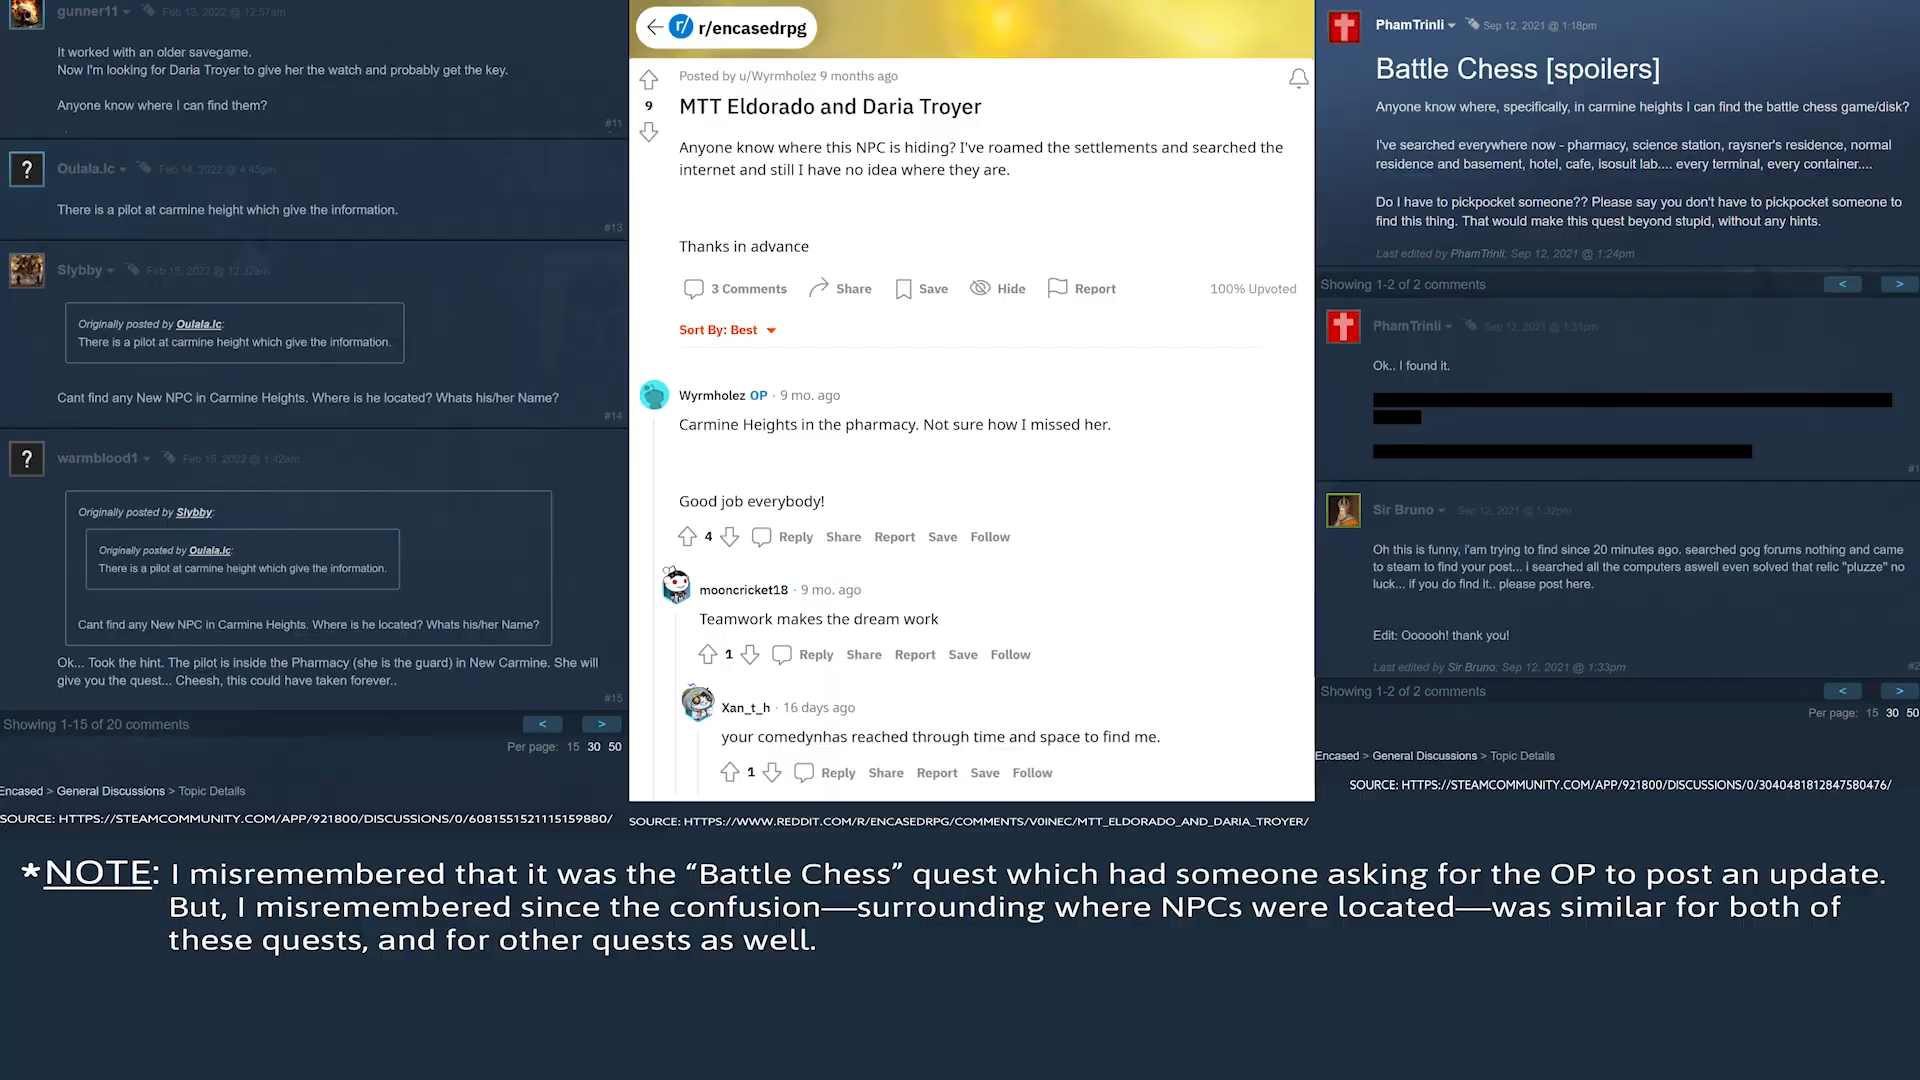 gunner11
Feb 13, 2022 @ 12:57am
It worked with an older savegame.
Now I'm looking for Daria Troyer to give her the watch and probably get the key.
Anyone know where I can find them?
#11
?
Oulala.lc
Feb 14, 2022 @ 4:45pm
There is a pilot at carmine height which give the information.
#13
Slybby
Feb 15, 2022 @ 12:32am
Originally posted by Oulala.lc:
There is a pilot at carmine height which give the information.
Cant find any New NPC in Carmine Heights. Where is he located? Whats his/her Name?
#14
?
warmblood1
Feb 15, 2022 @ 1:42am
Originally posted by Slybby:
Originally posted by Oulala.lc:
There is a pilot at carmine height which give the information.
Cant find any New NPC in Carmine Heights. Where is he located? Whats his/her Name?
Ok... Took the hint. The pilot is inside the Pharmacy (she is the guard) in New Carmine. She will
give you the quest... Cheesh, this could have taken forever..
#15
Showing 1-15 of 20 comments
< >
Per page: 15 30 50
Encased > General Discussions > Topic Details
SOURCE: HTTPS://STEAMCOMMUNITY.COM/APP/921800/DISCUSSIONS/0/6081551521115159880/
r/ r/encasedrpg
Posted by u/Wyrmholez 9 months ago
9
MTT Eldorado and Daria Troyer
Anyone know where this NPC is hiding? I've roamed the settlements and searched the
internet and still I have no idea where they are.
Thanks in advance
3 Comments Share Save Hide Report 100% Upvoted
Sort By: Best
Wyrmholez OP · 9 mo. ago
Carmine Heights in the pharmacy. Not sure how I missed her.
Good job everybody!
4 Reply Share Report Save Follow
mooncricket18 · 9 mo. ago
Teamwork makes the dream work
1 Reply Share Report Save Follow
Xan_t_h · 16 days ago
your comedynhas reached through time and space to find me.
1 Reply Share Report Save Follow
SOURCE: HTTPS://WWW.REDDIT.COM/R/ENCASEDRPG/COMMENTS/V0INEC/MTT_ELDORADO_AND_DARIA_TROYER/
PhamTrinli
Sep 12, 2021 @ 1:18pm
Battle Chess [spoilers]
Anyone know where, specifically, in carmine heights I can find the battle chess game/disk?
I've searched everywhere now - pharmacy, science station, raysner's residence, normal
residence and basement, hotel, cafe, isosuit lab.... every terminal, every container....
Do I have to pickpocket someone?? Please say you don't have to pickpocket someone to
find this thing. That would make this quest beyond stupid, without any hints.
Last edited by PhamTrinli; Sep 12, 2021 @ 1:24pm
Showing 1-2 of 2 comments
< >
PhamTrinli
Sep 12, 2021 @ 1:31pm
Ok.. I found it.
#1
Sir Bruno
Sep 12, 2021 @ 1:32pm
Oh this is funny, i'am trying to find since 20 minutes ago. searched gog forums nothing and came
to steam to find your post... i searched all the computers aswell even solved that relic "pluzze" no
luck... if you do find it.. please post here.
Edit: Oooooh! thank you!
Last edited by Sir Bruno; Sep 12, 2021 @ 1:33pm
#2
Showing 1-2 of 2 comments
< >
Per page: 15 30 50
Encased > General Discussions > Topic Details
SOURCE: HTTPS://STEAMCOMMUNITY.COM/APP/921800/DISCUSSIONS/0/3040481812847580476/
*NOTE: I misremembered that it was the “Battle Chess” quest which had someone asking for the OP to post an update.
But, I misremembered since the confusion—surrounding where NPCs were located—was similar for both of
these quests, and for other quests as well.